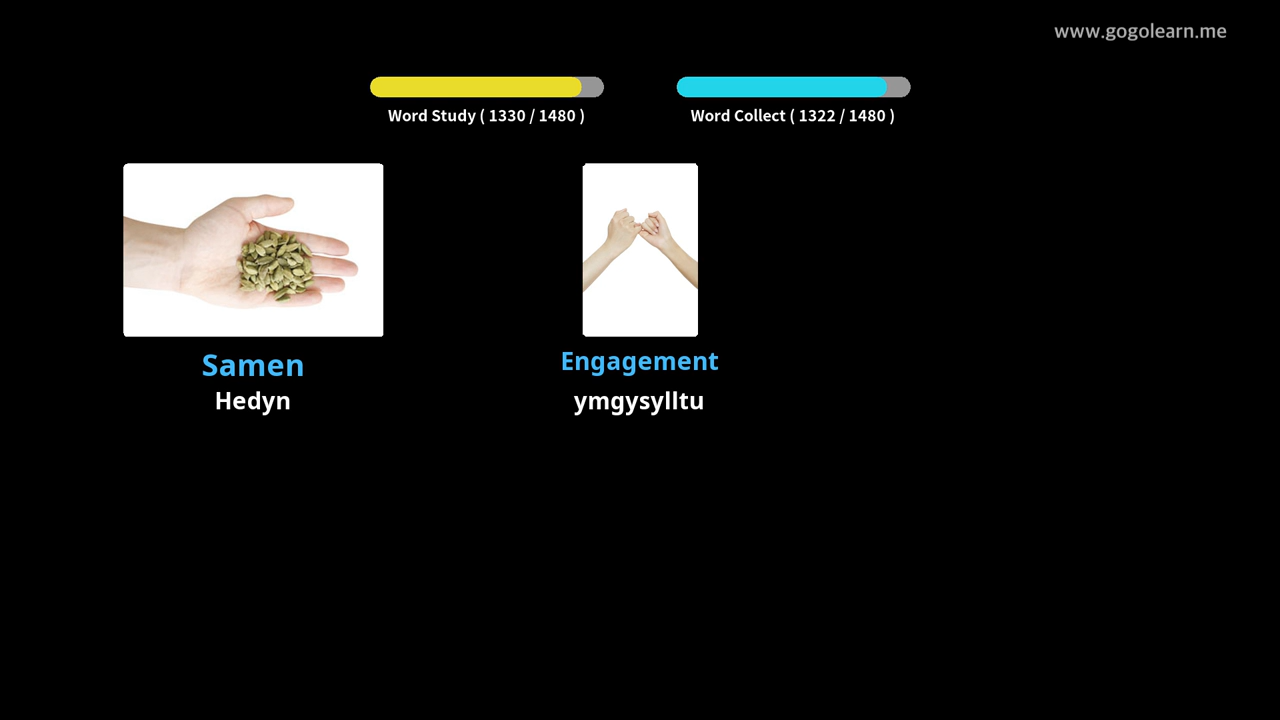 www.gogolearn.me
Word Study ( 1330 / 1480 )
Word Collect ( 1322 / 1480 )
Samen
Hedyn
Engagement
ymgysylltu